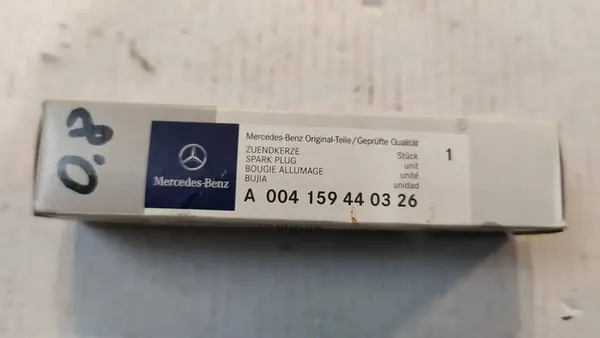 0.8
Mercedes-Benz
Mercedes-Benz Original-Teile/Geprüfte Qualität
ZUENDKERZE
SPARK PLUG
BOUGIE ALLUMAGE
BUJIA
Stück
unit
unité
unidad
1
A 004 159 44 03 26